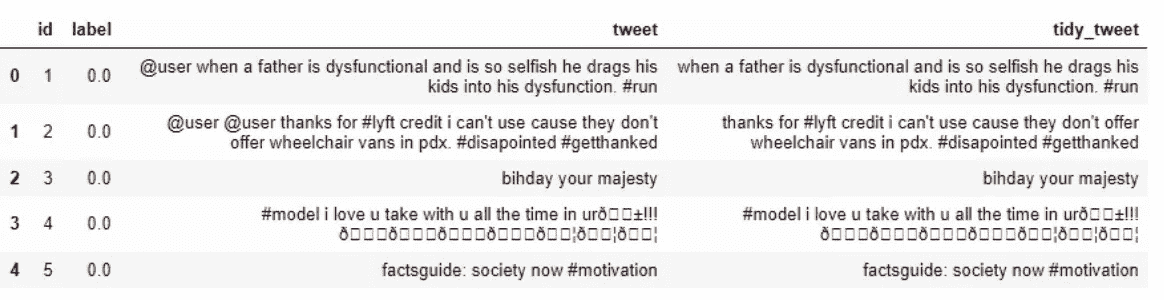 id label tweet tidy_tweet
0 1 0.0 @user when a father is dysfunctional and is so selfish he drags his when a father is dysfunctional and is so selfish he drags his
kids into his dysfunction. #run kids into his dysfunction. #run
1 2 0.0 @user @user thanks for #lyft credit i can't use cause they don't thanks for #lyft credit i can't use cause they don't offer
offer wheelchair vans in pdx. #disapointed #getthanked wheelchair vans in pdx. #disapointed #getthanked
2 3 0.0 bihday your majesty bihday your majesty
3 4 0.0 #model i love u take with u all the time in urð□□±!!! #model i love u take with u all the time in urð□□±!!!
ð□□□ð□□□ð□□□ð□□□ð□□¦ð□□¦ð□□¦ ð□□□ð□□□ð□□□ð□□□ð□□¦ð□□¦ð□□¦
4 5 0.0 factsguide: society now #motivation factsguide: society now #motivation